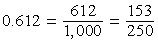 0.612 = 612/1,000 = 153/250